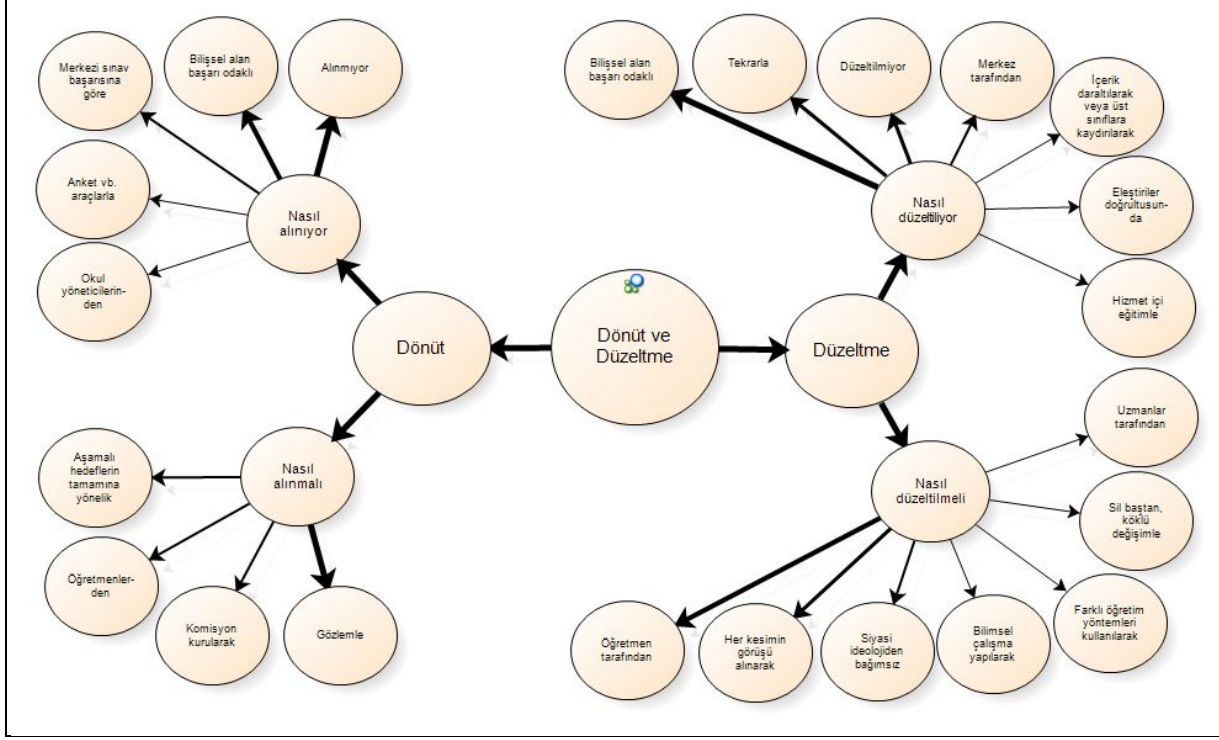 Merkezi sınav
başarısına
göre
Bilişsel alan
başarı odaklı
Alınmıyor
Anket vb.
araçlarla
Okul
yöneticilerin-
den
Nasıl
alınıyor
Dönüt
Nasıl
alınmalı
Aşamalı
hedeflerin
tamamına
yönelik
Öğretmenler-
den
Komisyon
kurularak
Gözlemle
Dönüt ve
Düzeltme
Düzeltme
Nasıl
düzeltiliyor
Bilişsel alan
başarı odaklı
Tekrarla
Düzeltilmiyor
Merkez
tarafından
İçerik
daraltılarak
veya üst
sınıflara
kaydırılarak
Eleştiriler
doğrultusun-
da
Hizmet içi
eğitimle
Nasıl
düzeltilmeli
Uzmanlar
tarafından
Sil baştan,
köklü
değişimle
Farklı öğretim
yöntemleri
kullanılarak
Bilimsel
çalışma
yapılarak
Siyasi
ideolojiden
bağımsız
Her kesimin
görüşü
alınarak
Öğretmen
tarafından